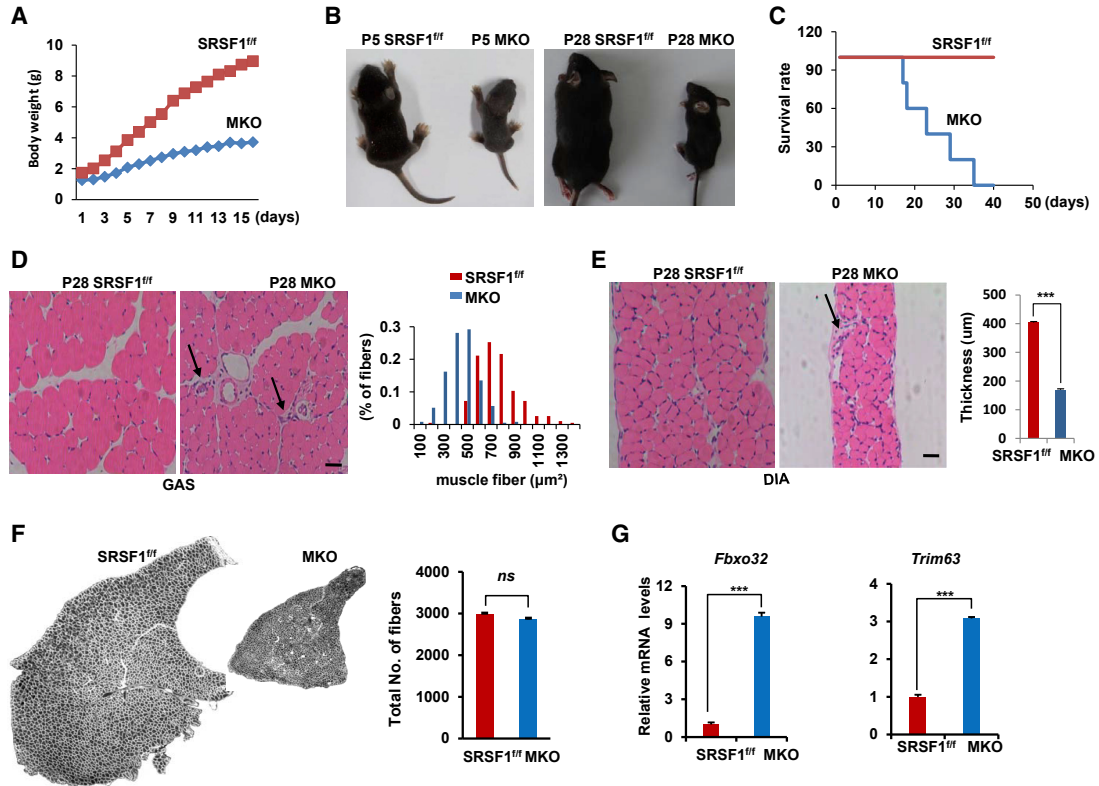 A
SRSF1f/f
MKO
Body weight (g)
10
8
6
4
2
0
1 3 5 7 9 11 13 15 (days)
B
P5 SRSF1f/f P5 MKO
P28 SRSF1f/f P28 MKO
C
SRSF1f/f
MKO
Survival rate
120
90
60
30
0
0 10 20 30 40 50 (days)
D
P28 SRSF1f/f
P28 MKO
GAS
SRSF1f/f
MKO
(% of fibers)
0.3
0.2
0.1
0
100 300 500 700 900 1100 1300
muscle fiber (µm²)
E
P28 SRSF1f/f
P28 MKO
DIA
Thickness (um)
500
400
300
200
100
0
***
SRSF1f/f MKO
F
SRSF1f/f
MKO
Total No. of fibers
4000
3000
2000
1000
0
ns
SRSF1f/f MKO
G
Fbxo32
Relative mRNA levels
12
9
6
3
0
***
SRSF1f/f MKO
Trim63
4
3
2
1
0
***
SRSF1f/f MKO